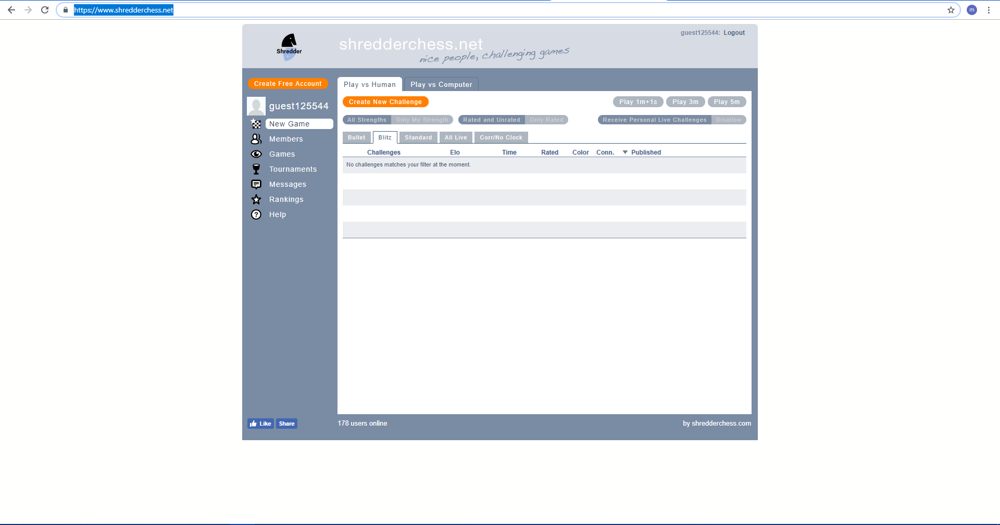 https://www.shredderchess.net
m
guest125544: Logout
Shredder
shredderchess.net
nice people, challenging games
Create Free Account
Play vs Human Play vs Computer
guest125544
Create New Challenge Play 1m+1s Play 3m Play 5m
New Game
All Strengths Only My Strength Rated and Unrated Only Rated Receive Personal Live Challenges Disallow
Members
Bullet Blitz Standard All Live Corr/No Clock
Games
Challenges Elo Time Rated Color Conn. Published
Tournaments
No challenges matches your filter at the moment.
Messages
Rankings
? Help
Like Share 178 users online by shredderchess.com